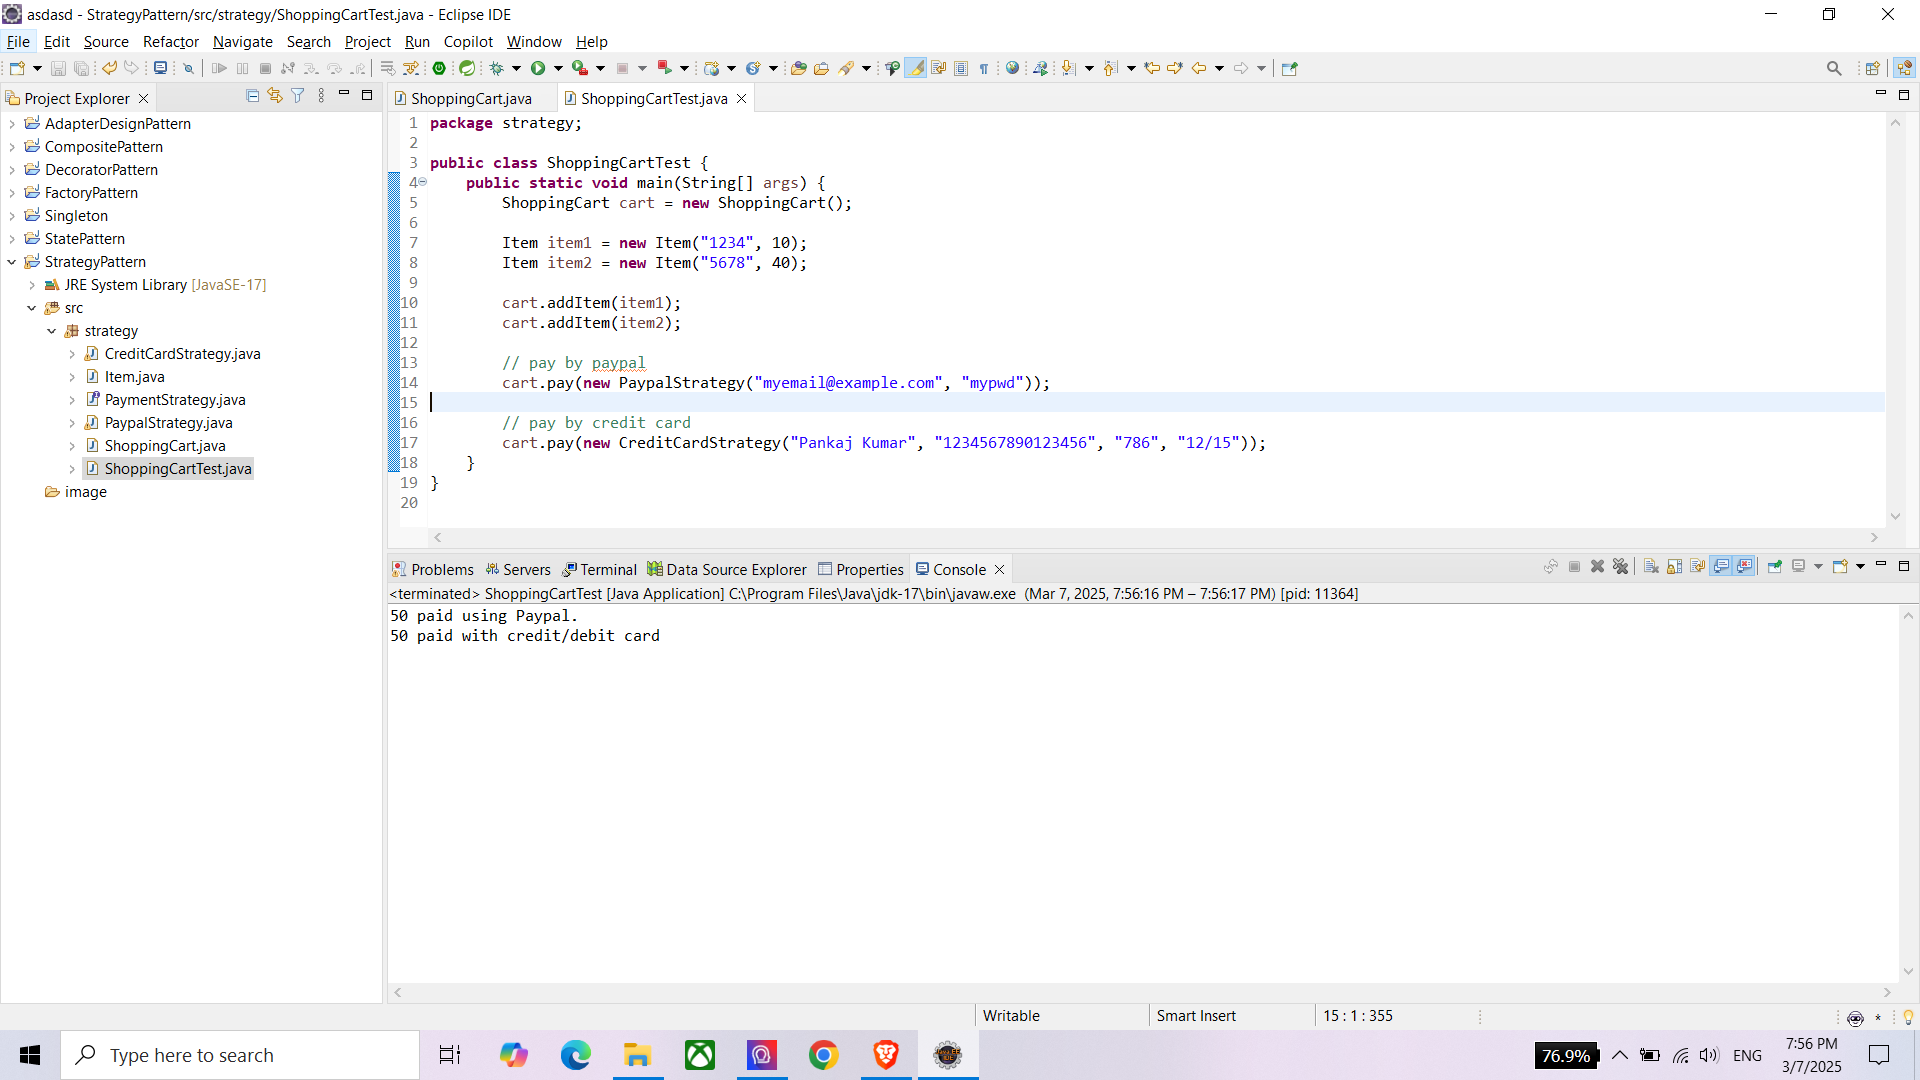 asdasd - StrategyPattern/src/strategy/ShoppingCartTest.java - Eclipse IDE
File Edit Source Refactor Navigate Search Project Run Copilot Window Help
Project Explorer
AdapterDesignPattern
CompositePattern
DecoratorPattern
FactoryPattern
Singleton
StatePattern
StrategyPattern
JRE System Library [JavaSE-17]
src
strategy
CreditCardStrategy.java
Item.java
PaymentStrategy.java
PaypalStrategy.java
ShoppingCart.java
ShoppingCartTest.java
image
ShoppingCart.java ShoppingCartTest.java
1 package strategy;
2
3 public class ShoppingCartTest {
4 public static void main(String[] args) {
5 ShoppingCart cart = new ShoppingCart();
6
7 Item item1 = new Item("1234", 10);
8 Item item2 = new Item("5678", 40);
9
10 cart.addItem(item1);
11 cart.addItem(item2);
12
13 // pay by paypal
14 cart.pay(new PaypalStrategy("myemail@example.com", "mypwd"));
15
16 // pay by credit card
17 cart.pay(new CreditCardStrategy("Pankaj Kumar", "1234567890123456", "786", "12/15"));
18 }
19 }
20
Problems Servers Terminal Data Source Explorer Properties Console
<terminated> ShoppingCartTest [Java Application] C:\Program Files\Java\jdk-17\bin\javaw.exe (Mar 7, 2025, 7:56:16 PM – 7:56:17 PM) [pid: 11364]
50 paid using Paypal.
50 paid with credit/debit card
Writable Smart Insert 15 : 1 : 355
Type here to search
76.9% ENG 7:56 PM
3/7/2025